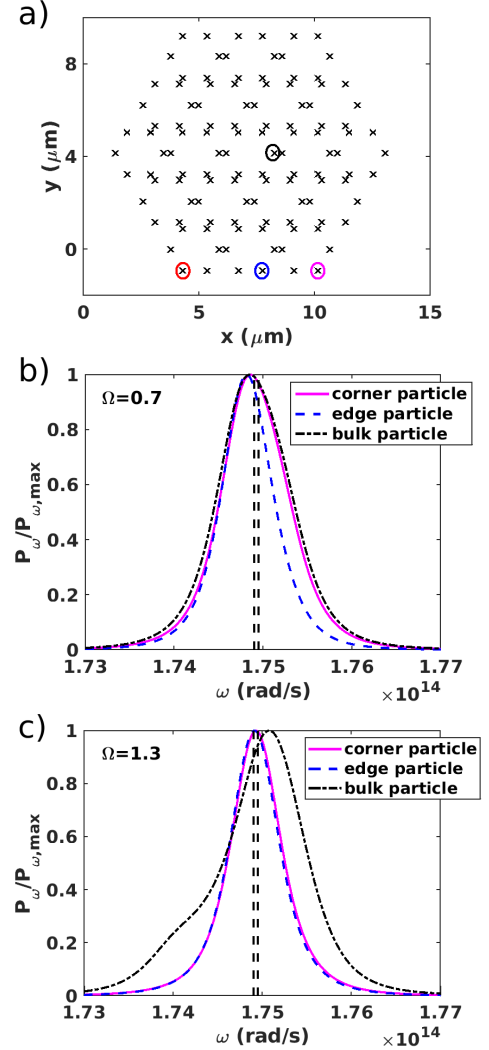 a)
8
4
0
y (μm)
0 5 10 15
x (μm)
b)
1
0.8
0.6
0.4
0.2
0
P_ω/P_ω,max
Ω=0.7
corner particle
edge particle
bulk particle
1.73 1.74 1.75 1.76 1.77
ω (rad/s) ×10^14
c)
1
0.8
0.6
0.4
0.2
0
P_ω/P_ω,max
Ω=1.3
corner particle
edge particle
bulk particle
1.73 1.74 1.75 1.76 1.77
ω (rad/s) ×10^14